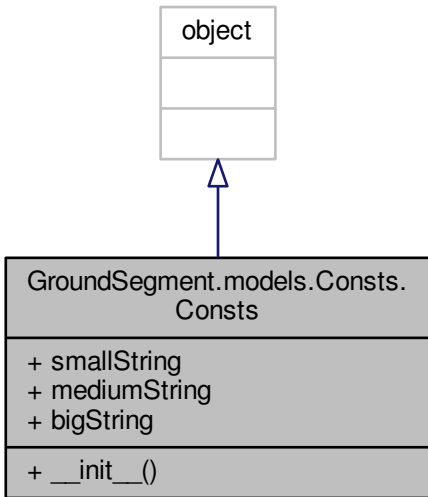 object
GroundSegment.models.Consts.
Consts
+ smallString
+ mediumString
+ bigString
+ __init__()